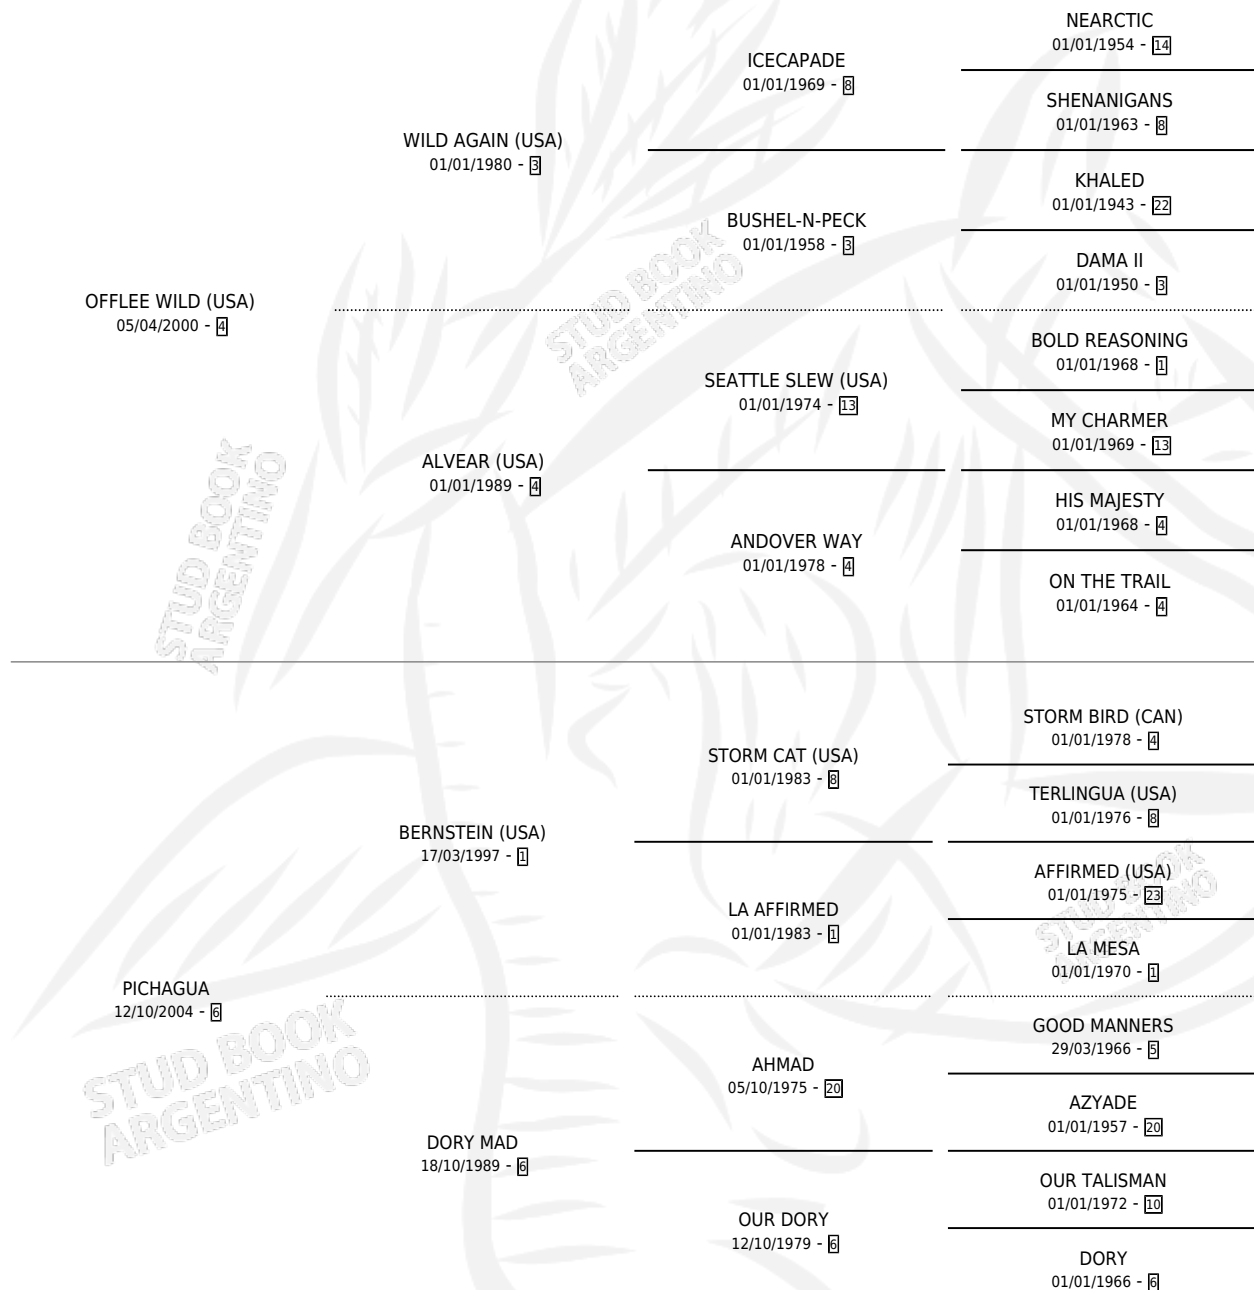 NEARCTIC
01/01/1954 - 14
ICECAPADE
01/01/1969 - 8
SHENANIGANS
01/01/1963 - 8
WILD AGAIN (USA)
01/01/1980 - 3
KHALED
01/01/1943 - 22
BUSHEL-N-PECK
01/01/1958 - 3
DAMA II
01/01/1950 - 3
OFFLEE WILD (USA)
05/04/2000 - 4
STUD BOOK
ARGENTINO
BOLD REASONING
01/01/1968 - 1
SEATTLE SLEW (USA)
01/01/1974 - 13
MY CHARMER
01/01/1969 - 13
ALVEAR (USA)
01/01/1989 - 4
HIS MAJESTY
01/01/1968 - 4
ANDOVER WAY
01/01/1978 - 4
ON THE TRAIL
01/01/1964 - 4
STUD BOOK
ARGENTINO
STORM BIRD (CAN)
01/01/1978 - 4
STORM CAT (USA)
01/01/1983 - 8
TERLINGUA (USA)
01/01/1976 - 8
BERNSTEIN (USA)
17/03/1997 - 1
AFFIRMED (USA)
01/01/1975 - 23
LA AFFIRMED
01/01/1983 - 1
STUD BOOK
ARGENTINO
LA MESA
01/01/1970 - 1
PICHAGUA
12/10/2004 - 6
GOOD MANNERS
29/03/1966 - 5
STUD BOOK
ARGENTINO
AHMAD
05/10/1975 - 20
AZYADE
01/01/1957 - 20
DORY MAD
18/10/1989 - 6
OUR TALISMAN
01/01/1972 - 10
OUR DORY
12/10/1979 - 6
DORY
01/01/1966 - 6